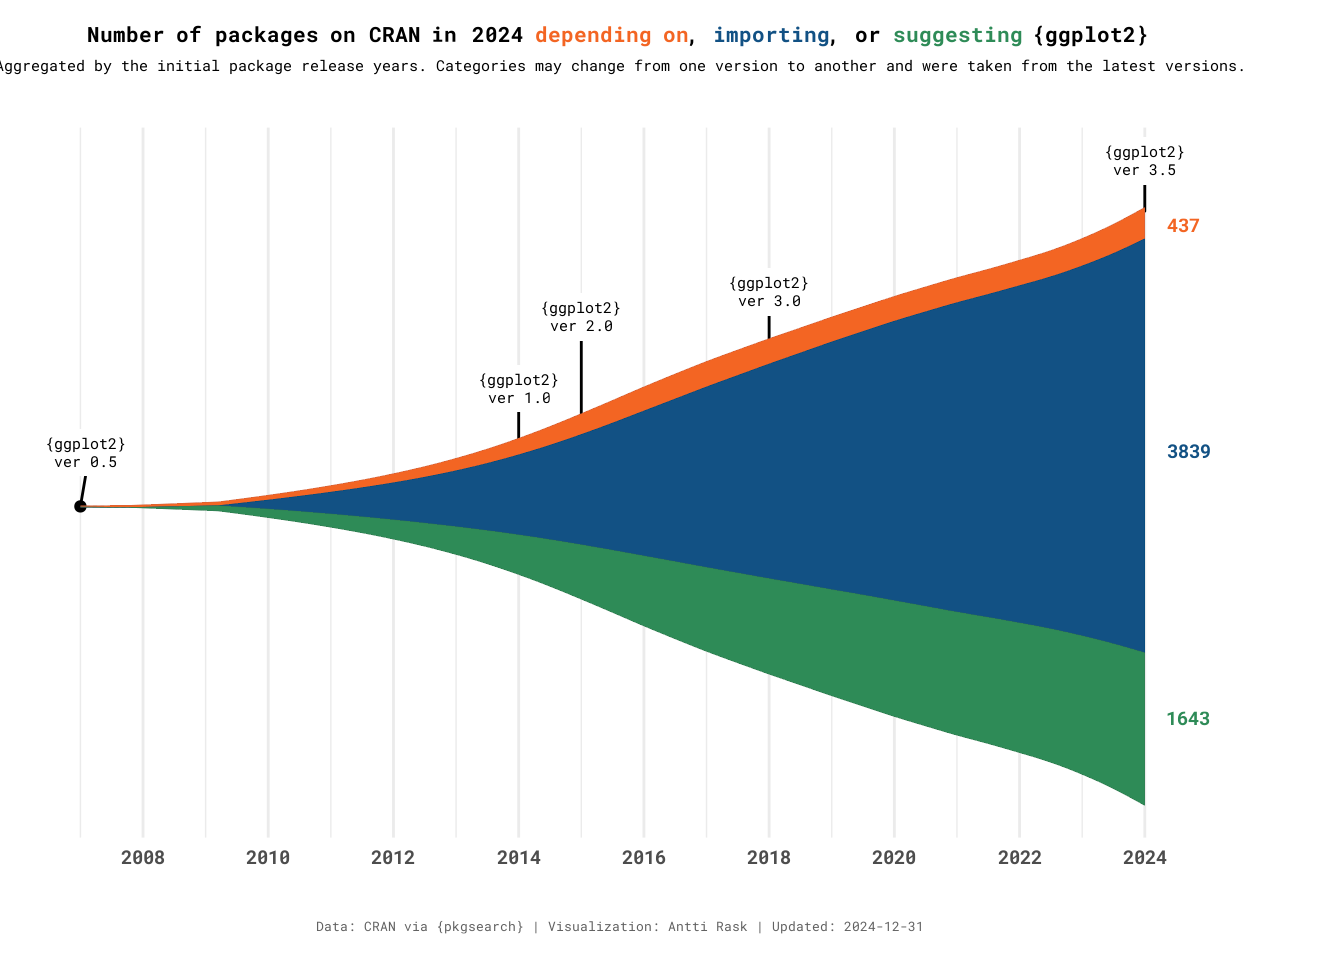 Number of packages on CRAN in 2024 depending on, importing, or suggesting {ggplot2}
Aggregated by the initial package release years. Categories may change from one version to another and were taken from the latest versions.
{ggplot2}
ver 3.5
437
{ggplot2}
ver 3.0
{ggplot2}
ver 2.0
{ggplot2}
ver 1.0
{ggplot2}
ver 0.5
3839
1643
2008 2010 2012 2014 2016 2018 2020 2022 2024
Data: CRAN via {pkgsearch} | Visualization: Antti Rask | Updated: 2024-12-31